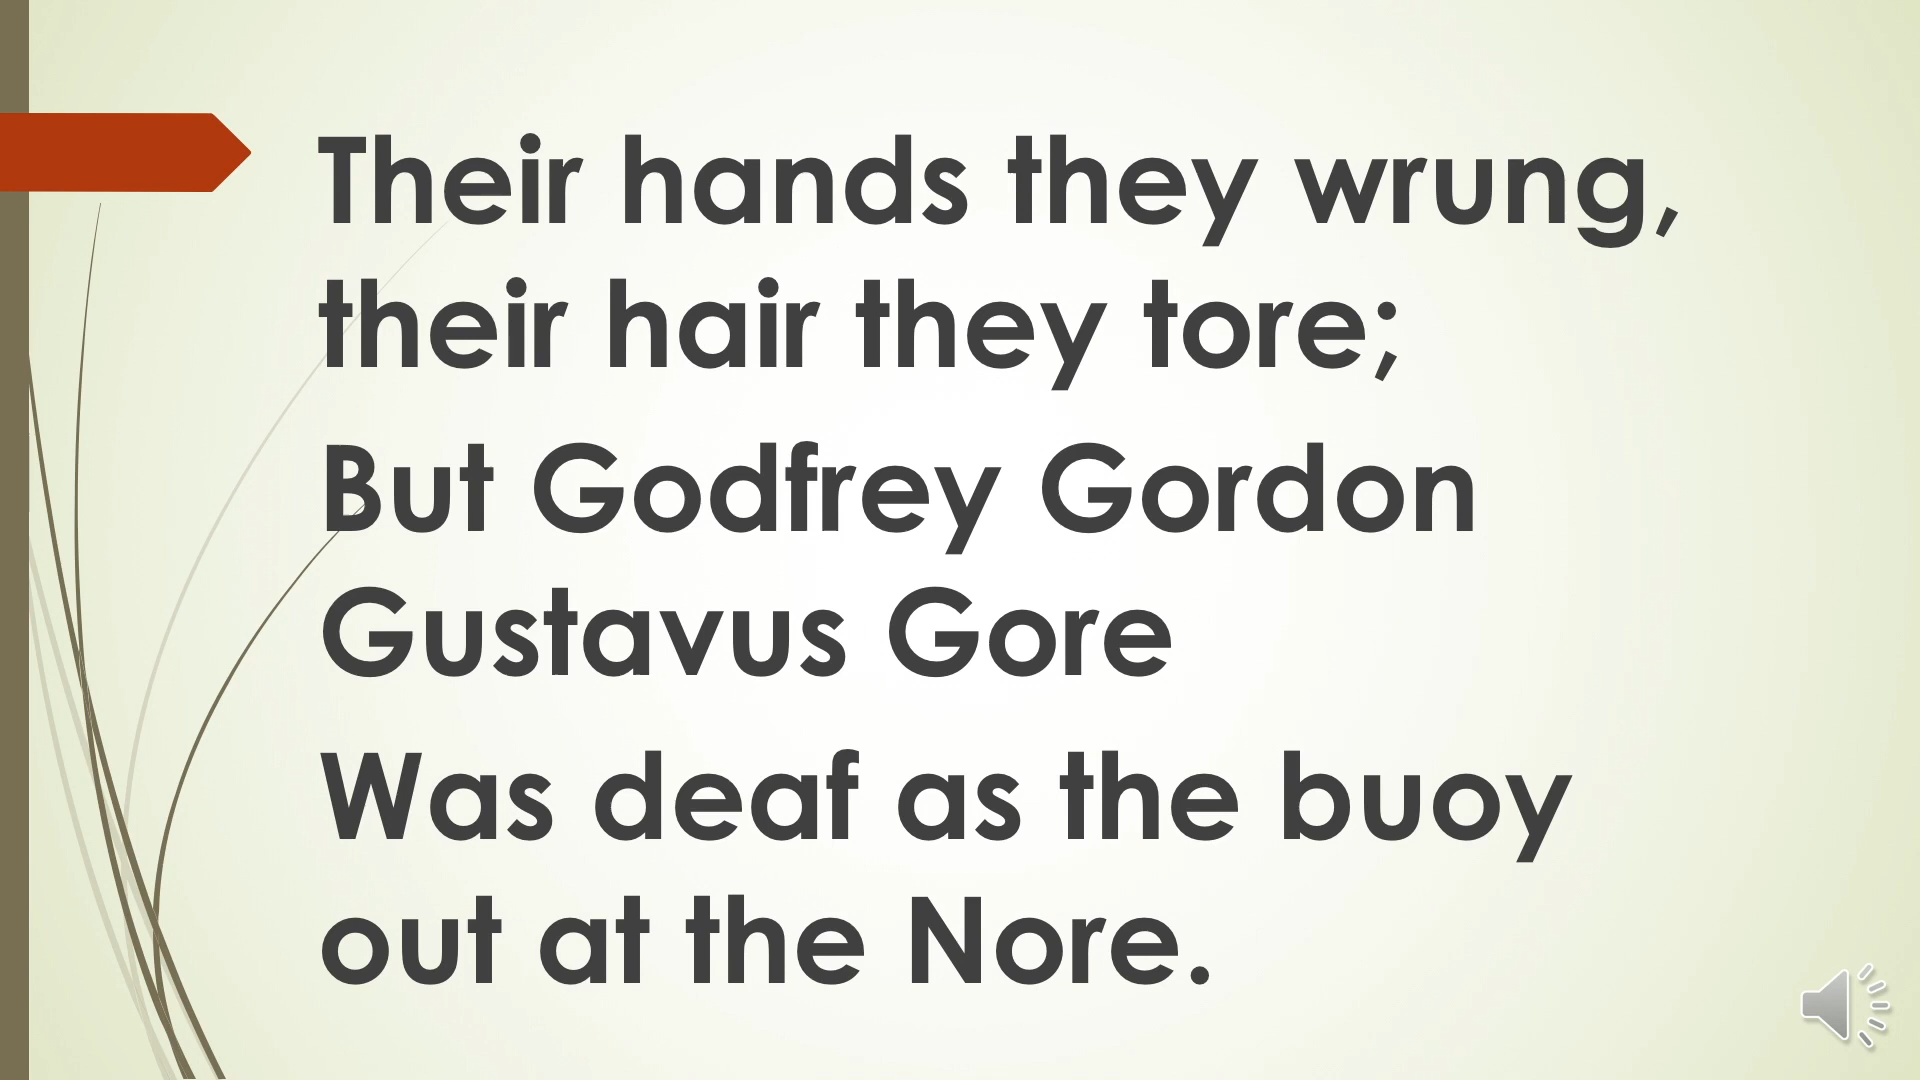 Their hands they wrung,
their hair they tore;
But Godfrey Gordon
Gustavus Gore
Was deaf as the buoy
out at the Nore.